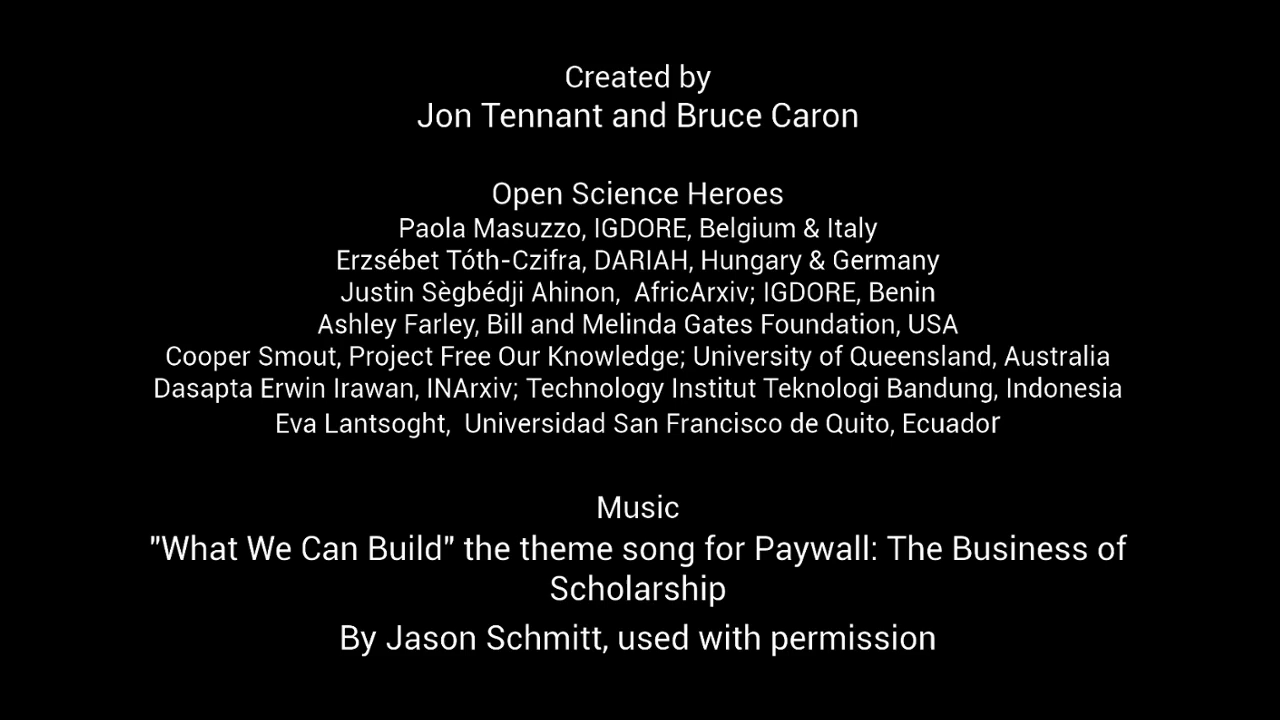 Created by
Jon Tennant and Bruce Caron
Open Science Heroes
Paola Masuzzo, IGDORE, Belgium & Italy
Erzsébet Tóth-Czifra, DARIAH, Hungary & Germany
Justin Sègbédji Ahinon,  AfricArxiv; IGDORE, Benin
Ashley Farley, Bill and Melinda Gates Foundation, USA
Cooper Smout, Project Free Our Knowledge; University of Queensland, Australia
Dasapta Erwin Irawan, INArxiv; Technology Institut Teknologi Bandung, Indonesia
Eva Lantsoght,  Universidad San Francisco de Quito, Ecuador
Music
"What We Can Build" the theme song for Paywall: The Business of
Scholarship
By Jason Schmitt, used with permission